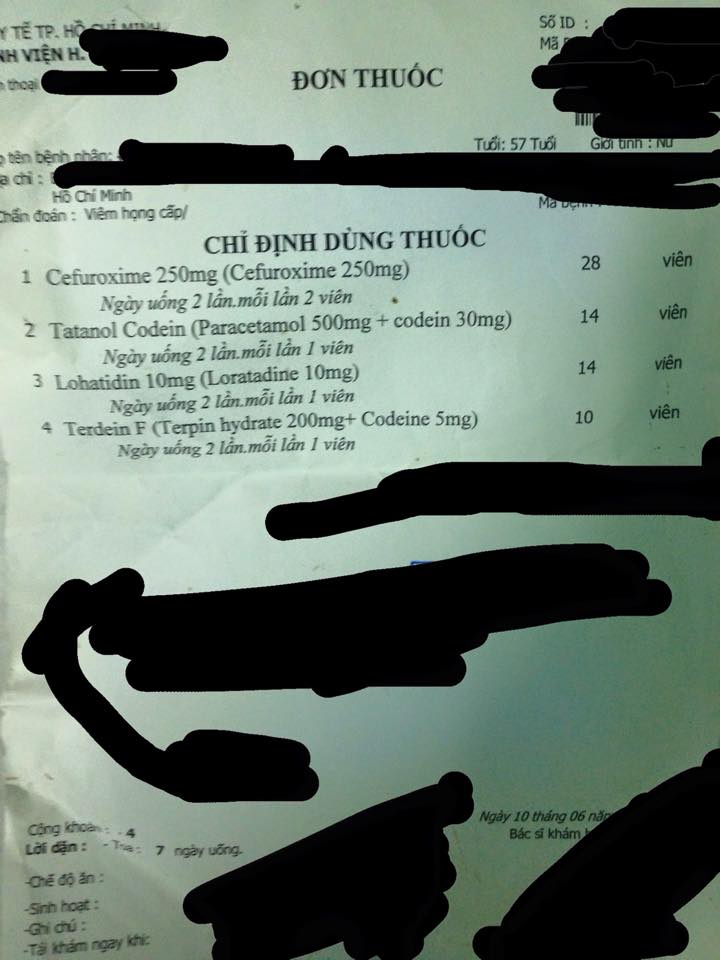 Y TẾ TP. HỒ CHÍ MINH
NH VIỆN H.
Số ID :
Mã
thoại
ĐƠN THUỐC
tên bệnh nhân:
Tuổi: 57 Tuổi Giới tính : Nữ
a chỉ :
Hồ Chí Minh
Chẩn đoán : Viêm họng cấp/
CHỈ ĐỊNH DÙNG THUỐC
1 Cefuroxime 250mg (Cefuroxime 250mg) 28 viên
Ngày uống 2 lần.mỗi lần 2 viên
2 Tatanol Codein (Paracetamol 500mg + codein 30mg) 14 viên
Ngày uống 2 lần.mỗi lần 1 viên
3 Lohatidin 10mg (Loratadine 10mg) 14 viên
Ngày uống 2 lần.mỗi lần 1 viên
4 Terdein F (Terpin hydrate 200mg+ Codeine 5mg) 10 viên
Ngày uống 2 lần.mỗi lần 1 viên
Cộng khoản : 4
Lời dặn : - Toa : 7 ngày uống.
Ngày 10 tháng 06 năm
Bác sĩ khám
-Chế độ ăn :
-Sinh hoạt :
-Ghi chú :
-Tái khám ngay khi: